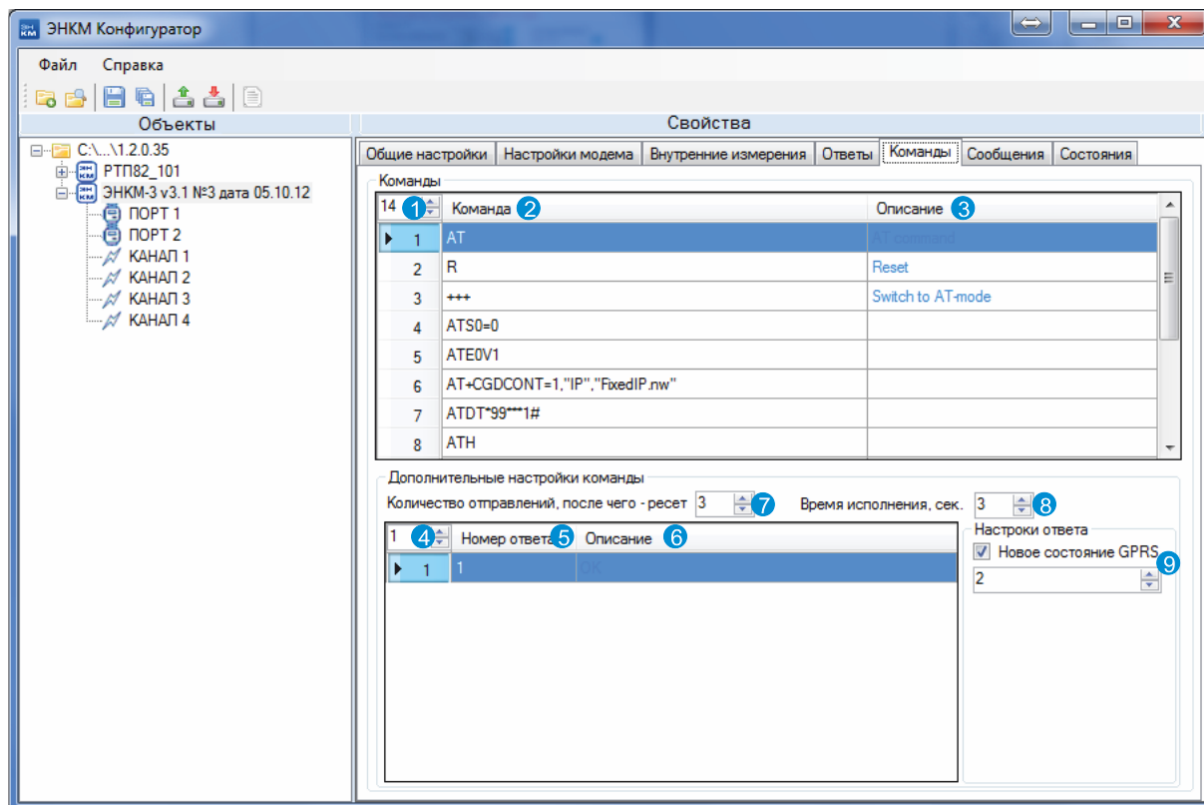 ЭНКМ Конфигуратор
Файл Справка
Объекты
Свойства
C:\...\1.2.0.35
РТП82_101
ЭНКМ-3 v3.1 №3 дата 05.10.12
ПОРТ 1
ПОРТ 2
КАНАЛ 1
КАНАЛ 2
КАНАЛ 3
КАНАЛ 4
Общие настройки Настройки модема Внутренние измерения Ответы Команды Сообщения Состояния
Команды
14 1 Команда 2 Описание 3
1 AT AT command
2 R Reset
3 +++ Switch to AT-mode
4 ATS0=0
5 ATE0V1
6 AT+CGDCONT=1,"IP","FixedIP.nw"
7 ATDT*99***1#
8 ATH
Дополнительные настройки команды
Количество отправлений, после чего - ресет 3 7 Время исполнения, сек. 3 8
1 4 Номер ответа 5 Описание 6
1 1 OK
Настроки ответа
Новое состояние GPRS 9
2